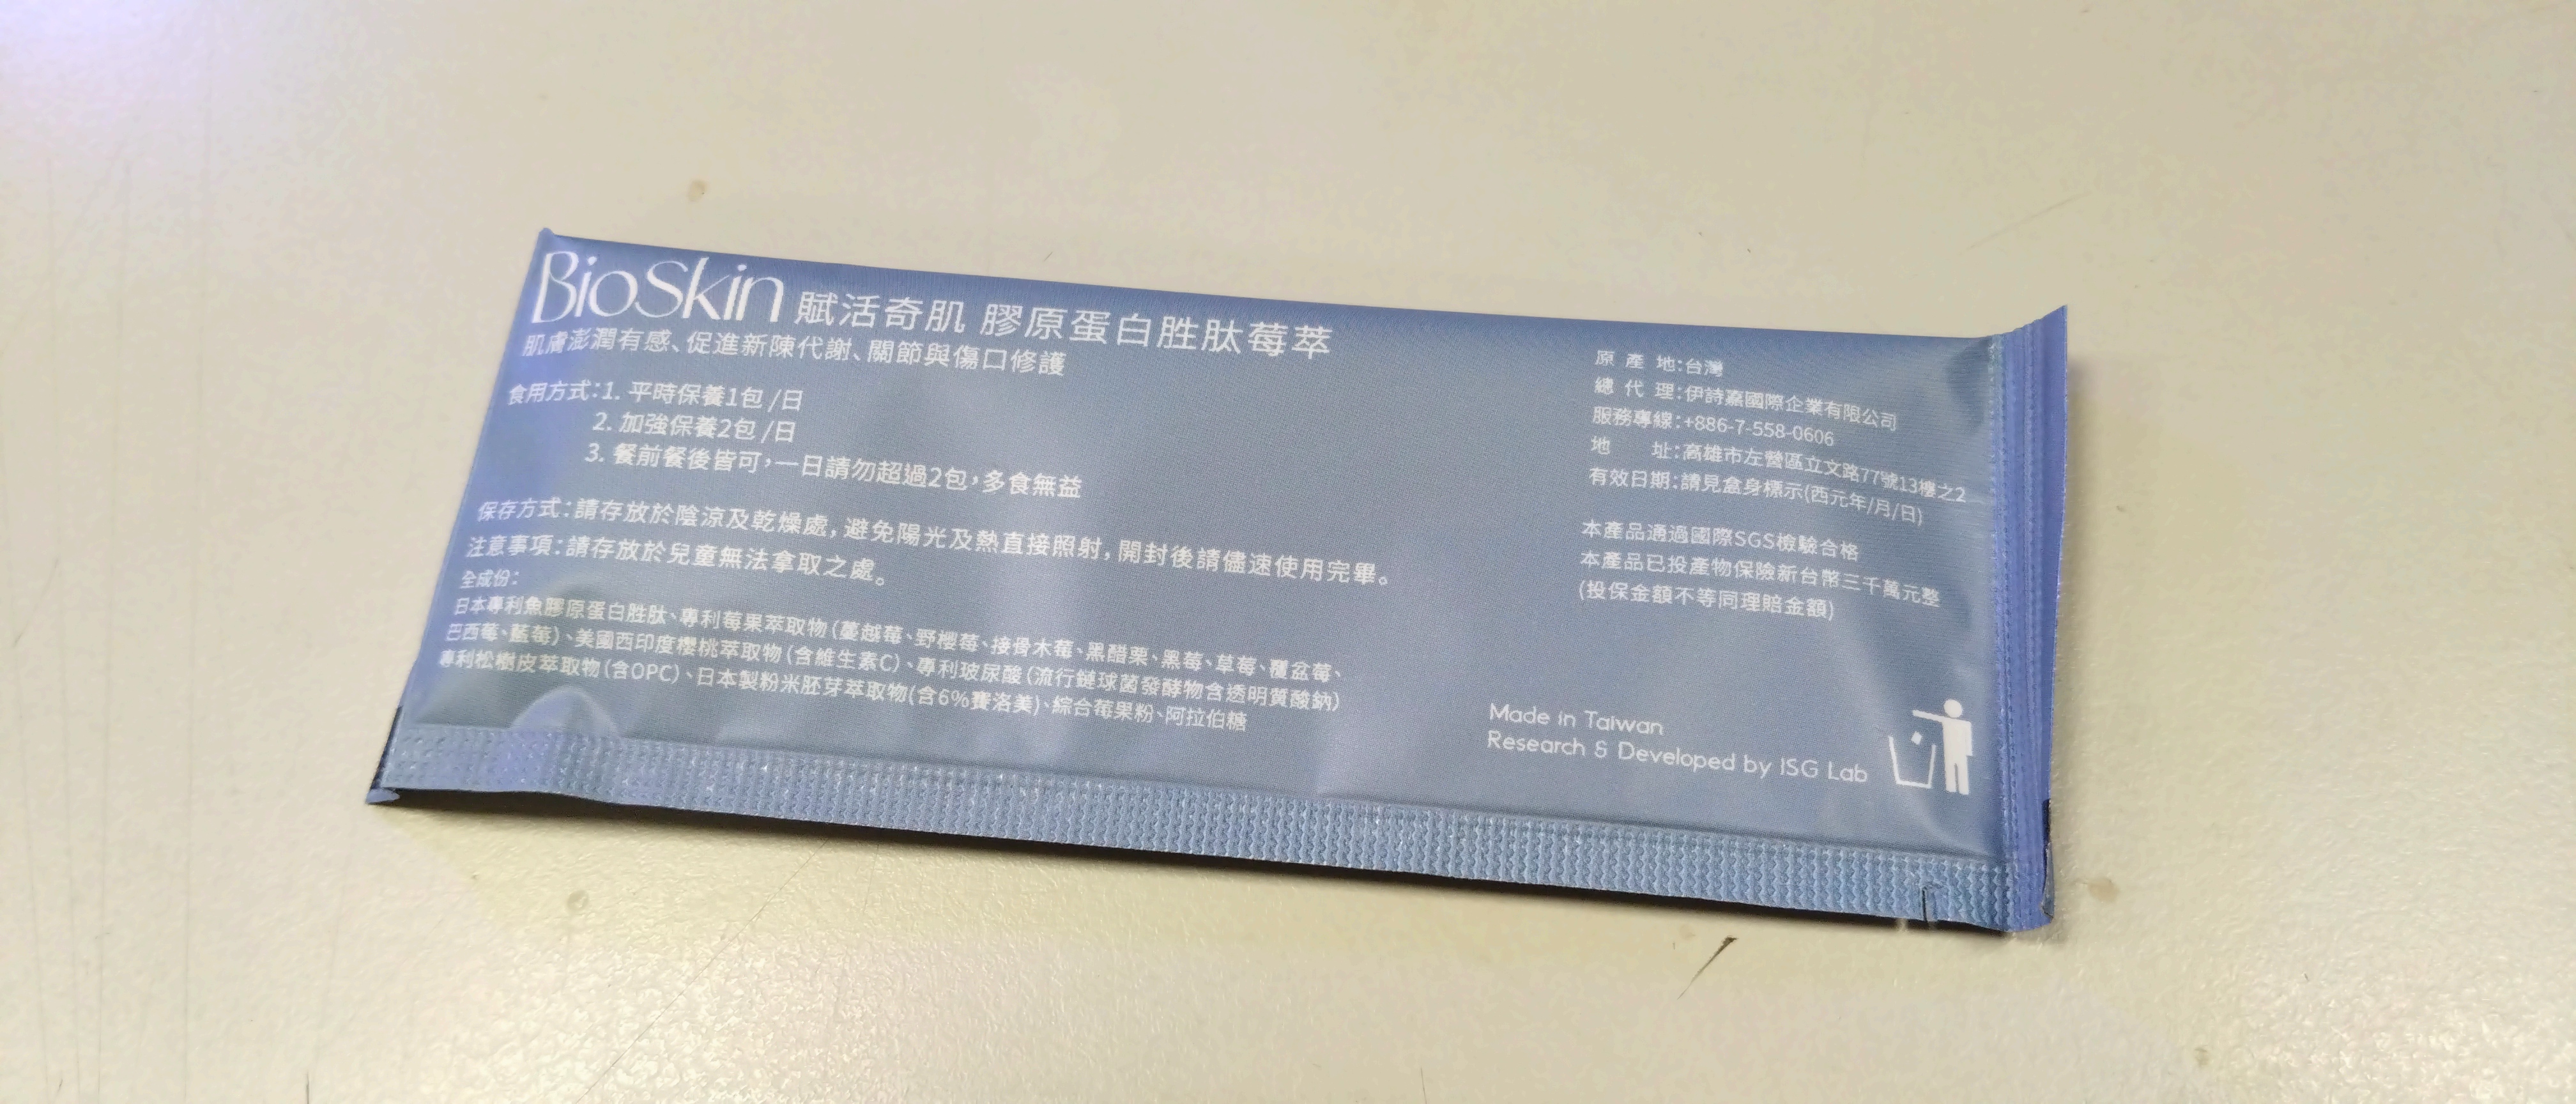 BioSkin 賦活奇肌 膠原蛋白胜肽莓萃
肌膚澎潤有感、促進新陳代謝、關節與傷口修護
食用方式：1. 平時保養1包 /日
2. 加強保養2包 /日
3. 餐前餐後皆可，一日請勿超過2包，多食無益
保存方式：請存放於陰涼及乾燥處，避免陽光及熱直接照射，開封後請儘速使用完畢。
注意事項：請存放於兒童無法拿取之處。
全成份：
日本專利魚膠原蛋白胜肽、專利莓果萃取物（蔓越莓、野櫻莓、接骨木莓、黑醋栗、黑莓、草莓、覆盆莓、
巴西莓、藍莓）、美國西印度櫻桃萃取物（含維生素C）、專利玻尿酸（流行鏈球菌發酵物含透明質酸鈉）
專利松樹皮萃取物（含OPC）、日本製粉米胚芽萃取物(含6%賽洛美)、綜合莓果粉、阿拉伯糖
原 產 地：台灣
總 代 理：伊詩嘉國際企業有限公司
服務專線：+886-7-558-0606
地 址：高雄市左營區立文路77號13樓之2
有效日期：請見盒身標示(西元年/月/日)
本產品通過國際SGS檢驗合格
本產品已投產物保險新台幣三千萬元整
(投保金額不等同理賠金額)
Made in Taiwan
Research & Developed by ISG Lab